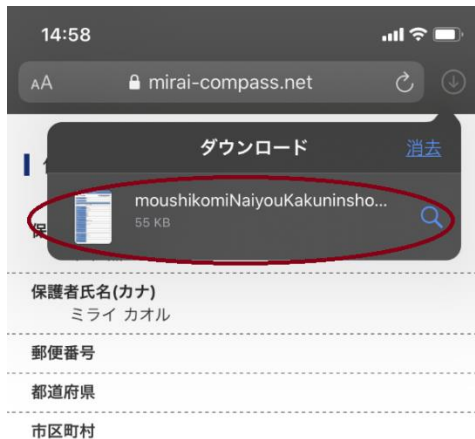 14:58
AA mirai-compass.net
ダウンロード 消去
moushikomiNaiyouKakuninsho...
55 KB
保護者氏名(カナ)
ミライ カオル
郵便番号
都道府県
市区町村